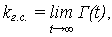 k_{г.с.} = lim_{t→∞} Γ(t),